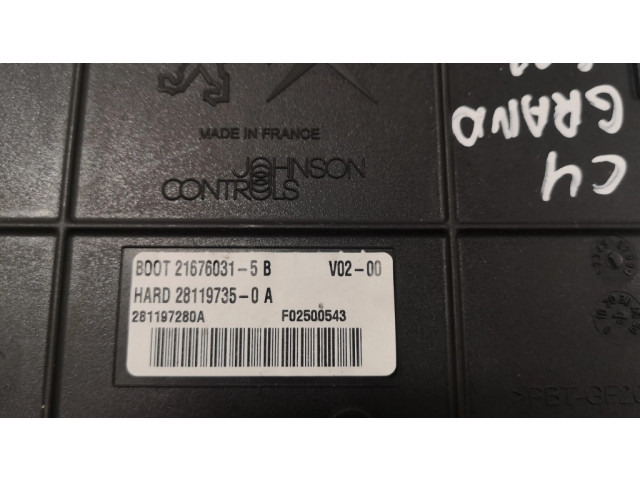 C4
GRAND
MADE IN FRANCE
JOHNSON
CONTROLS
BOOT 21676031-5 B V02-00
HARD 28119735-0 A
281197280A F02500543